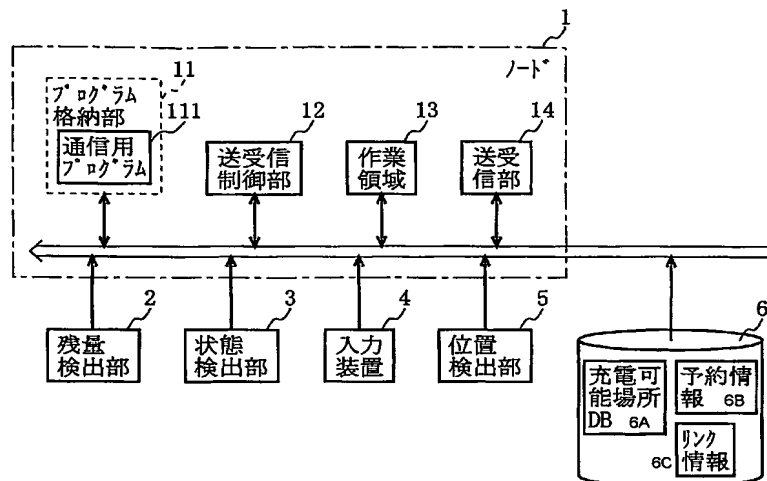 1
ノード
11
プログラム
格納部
111
通信用
プログラム
12
送受信
制御部
13
作業
領域
14
送受
信部
2
残量
検出部
3
状態
検出部
4
入力
装置
5
位置
検出部
6
充電可
能場所
DB 6A
予約情
報 6B
6C
リンク
情報